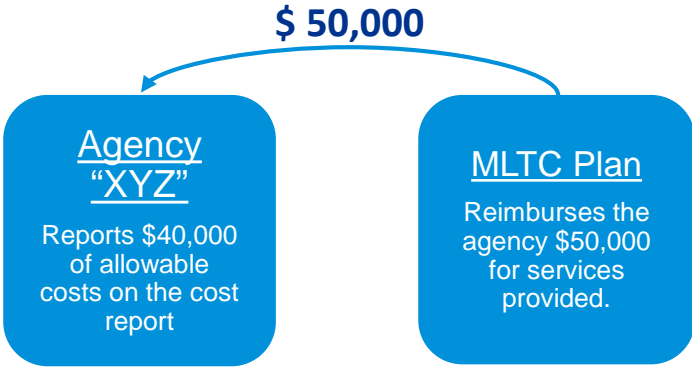 $ 50,000
Agency
“XYZ”
Reports $40,000
of allowable
costs on the cost
report
MLTC Plan
Reimburses the
agency $50,000
for services
provided.